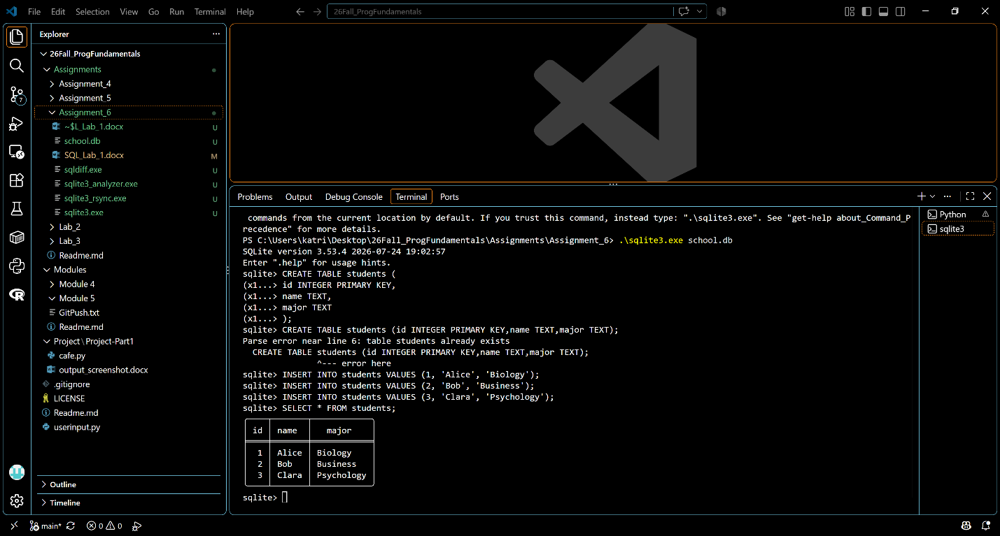 File Edit Selection View Go Run Terminal Help
26Fall_ProgFundamentals
Explorer
26Fall_ProgFundamentals
Assignments
Assignment_4
Assignment_5
Assignment_6
~$L_Lab_1.docx U
school.db U
SQL_Lab_1.docx M
sqldiff.exe U
sqlite3_analyzer.exe U
sqlite3_rsync.exe U
sqlite3.exe U
Lab_2
Lab_3
Readme.md
Modules
Module 4
Module 5
GitPush.txt
Readme.md
Project\Project-Part1
cafe.py
output_screenshot.docx
.gitignore
LICENSE
Readme.md
userinput.py
Outline
Timeline
7
Problems Output Debug Console Terminal Ports
Python
sqlite3
commands from the current location by default. If you trust this command, instead type: ".\sqlite3.exe". See "get-help about_Command_P
recedence" for more details.
PS C:\Users\katri\Desktop\26Fall_ProgFundamentals\Assignments\Assignment_6> .\sqlite3.exe school.db
SQLite version 3.53.4 2026-07-24 19:02:57
Enter ".help" for usage hints.
sqlite> CREATE TABLE students (
(x1...> id INTEGER PRIMARY KEY,
(x1...> name TEXT,
(x1...> major TEXT
(x1...> );
sqlite> CREATE TABLE students (id INTEGER PRIMARY KEY,name TEXT,major TEXT);
Parse error near line 6: table students already exists
CREATE TABLE students (id INTEGER PRIMARY KEY,name TEXT,major TEXT);
^--- error here
sqlite> INSERT INTO students VALUES (1, 'Alice', 'Biology');
sqlite> INSERT INTO students VALUES (2, 'Bob', 'Business');
sqlite> INSERT INTO students VALUES (3, 'Clara', 'Psychology');
sqlite> SELECT * FROM students;
id name major
1 Alice Biology
2 Bob Business
3 Clara Psychology
sqlite>
main* 0 0